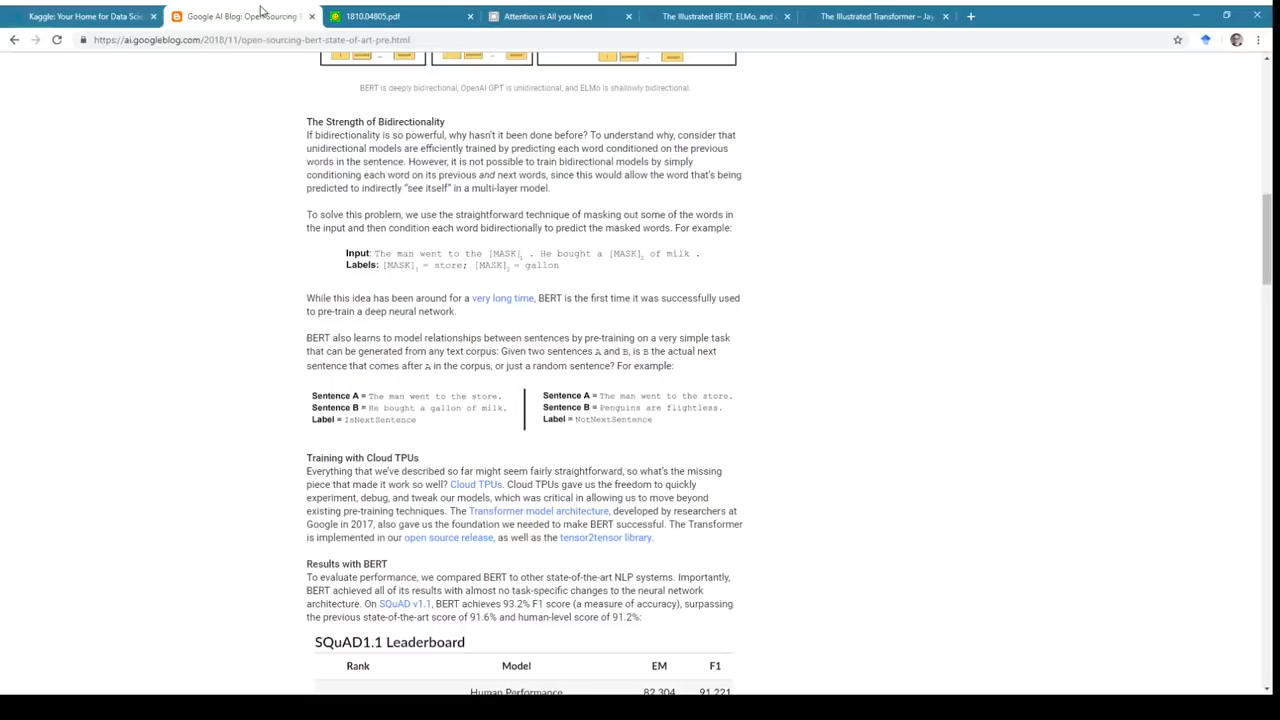 Kaggle: Your Home for Data Scie
Google AI Blog: Open Sourcing B
1810.04805.pdf
Attention is All you Need
The Illustrated BERT, ELMo, and c
The Illustrated Transformer – Jay
https://ai.googleblog.com/2018/11/open-sourcing-bert-state-of-art-pre.html
BERT is deeply bidirectional, OpenAI GPT is unidirectional, and ELMo is shallowly bidirectional.
The Strength of Bidirectionality
If bidirectionality is so powerful, why hasn't it been done before? To understand why, consider that
unidirectional models are efficiently trained by predicting each word conditioned on the previous
words in the sentence. However, it is not possible to train bidirectional models by simply
conditioning each word on its previous and next words, since this would allow the word that's being
predicted to indirectly "see itself" in a multi-layer model.
To solve this problem, we use the straightforward technique of masking out some of the words in
the input and then condition each word bidirectionally to predict the masked words. For example:
Input: The man went to the [MASK]1 . He bought a [MASK]2 of milk .
Labels: [MASK]1 = store; [MASK]2 = gallon
While this idea has been around for a very long time, BERT is the first time it was successfully used
to pre-train a deep neural network.
BERT also learns to model relationships between sentences by pre-training on a very simple task
that can be generated from any text corpus: Given two sentences A and B, is B the actual next
sentence that comes after A in the corpus, or just a random sentence? For example:
Sentence A = The man went to the store.
Sentence B = He bought a gallon of milk.
Label = IsNextSentence
Sentence A = The man went to the store.
Sentence B = Penguins are flightless.
Label = NotNextSentence
Training with Cloud TPUs
Everything that we've described so far might seem fairly straightforward, so what's the missing
piece that made it work so well? Cloud TPUs. Cloud TPUs gave us the freedom to quickly
experiment, debug, and tweak our models, which was critical in allowing us to move beyond
existing pre-training techniques. The Transformer model architecture, developed by researchers at
Google in 2017, also gave us the foundation we needed to make BERT successful. The Transformer
is implemented in our open source release, as well as the tensor2tensor library.
Results with BERT
To evaluate performance, we compared BERT to other state-of-the-art NLP systems. Importantly,
BERT achieved all of its results with almost no task-specific changes to the neural network
architecture. On SQuAD v1.1, BERT achieves 93.2% F1 score (a measure of accuracy), surpassing
the previous state-of-the-art score of 91.6% and human-level score of 91.2%:
SQuAD1.1 Leaderboard
Rank Model EM F1
Human Performance 82.304 91.221